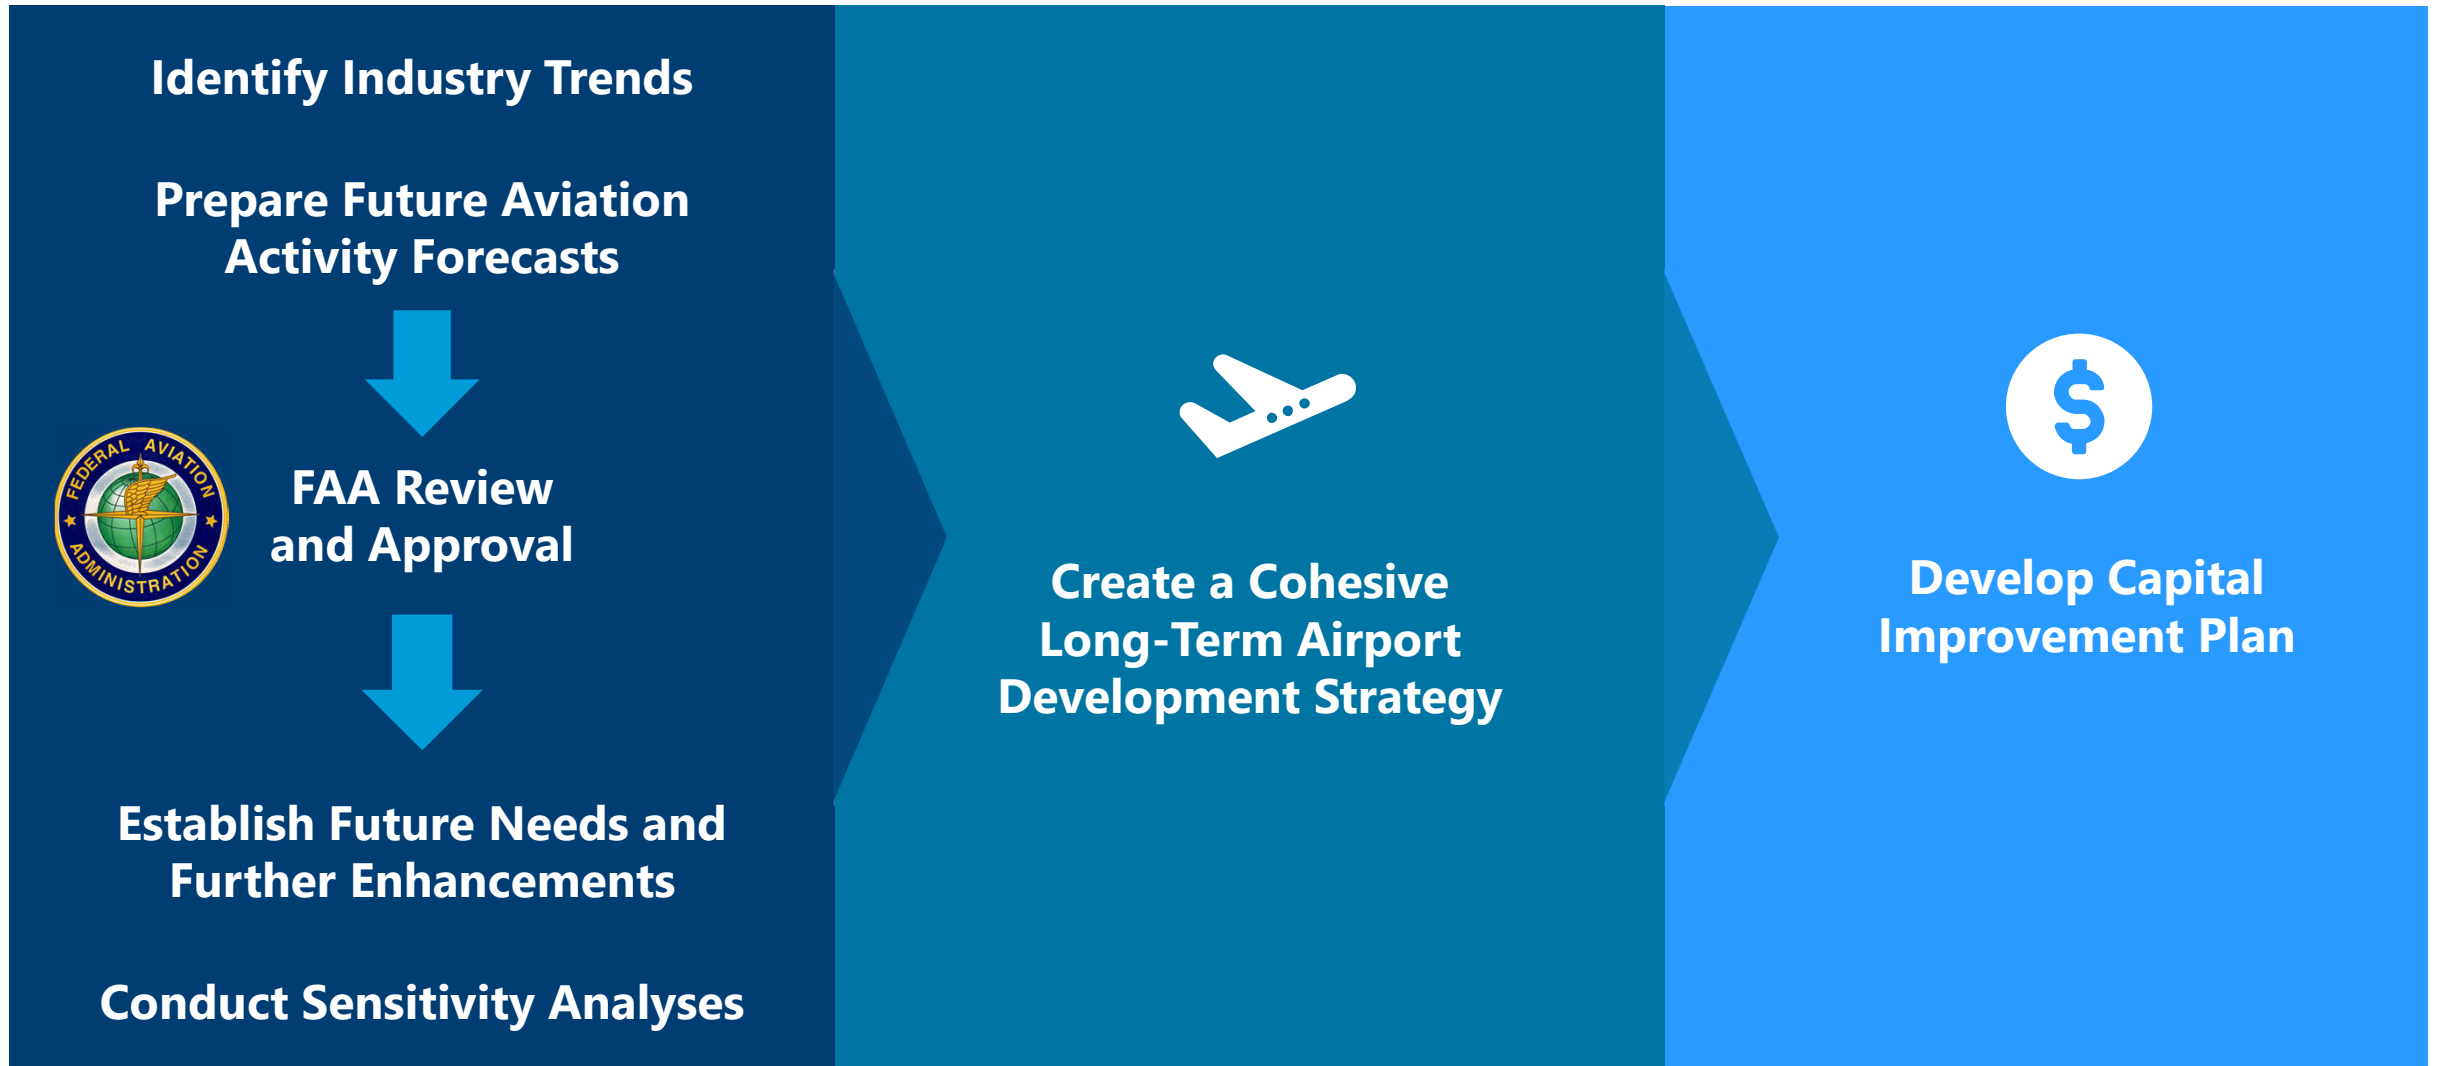 Identify Industry Trends
Prepare Future Aviation
Activity Forecasts
FEDERAL AVIATION
ADMINISTRATION
FAA Review
and Approval
Establish Future Needs and
Further Enhancements
Conduct Sensitivity Analyses
Create a Cohesive
Long-Term Airport
Development Strategy
$
Develop Capital
Improvement Plan